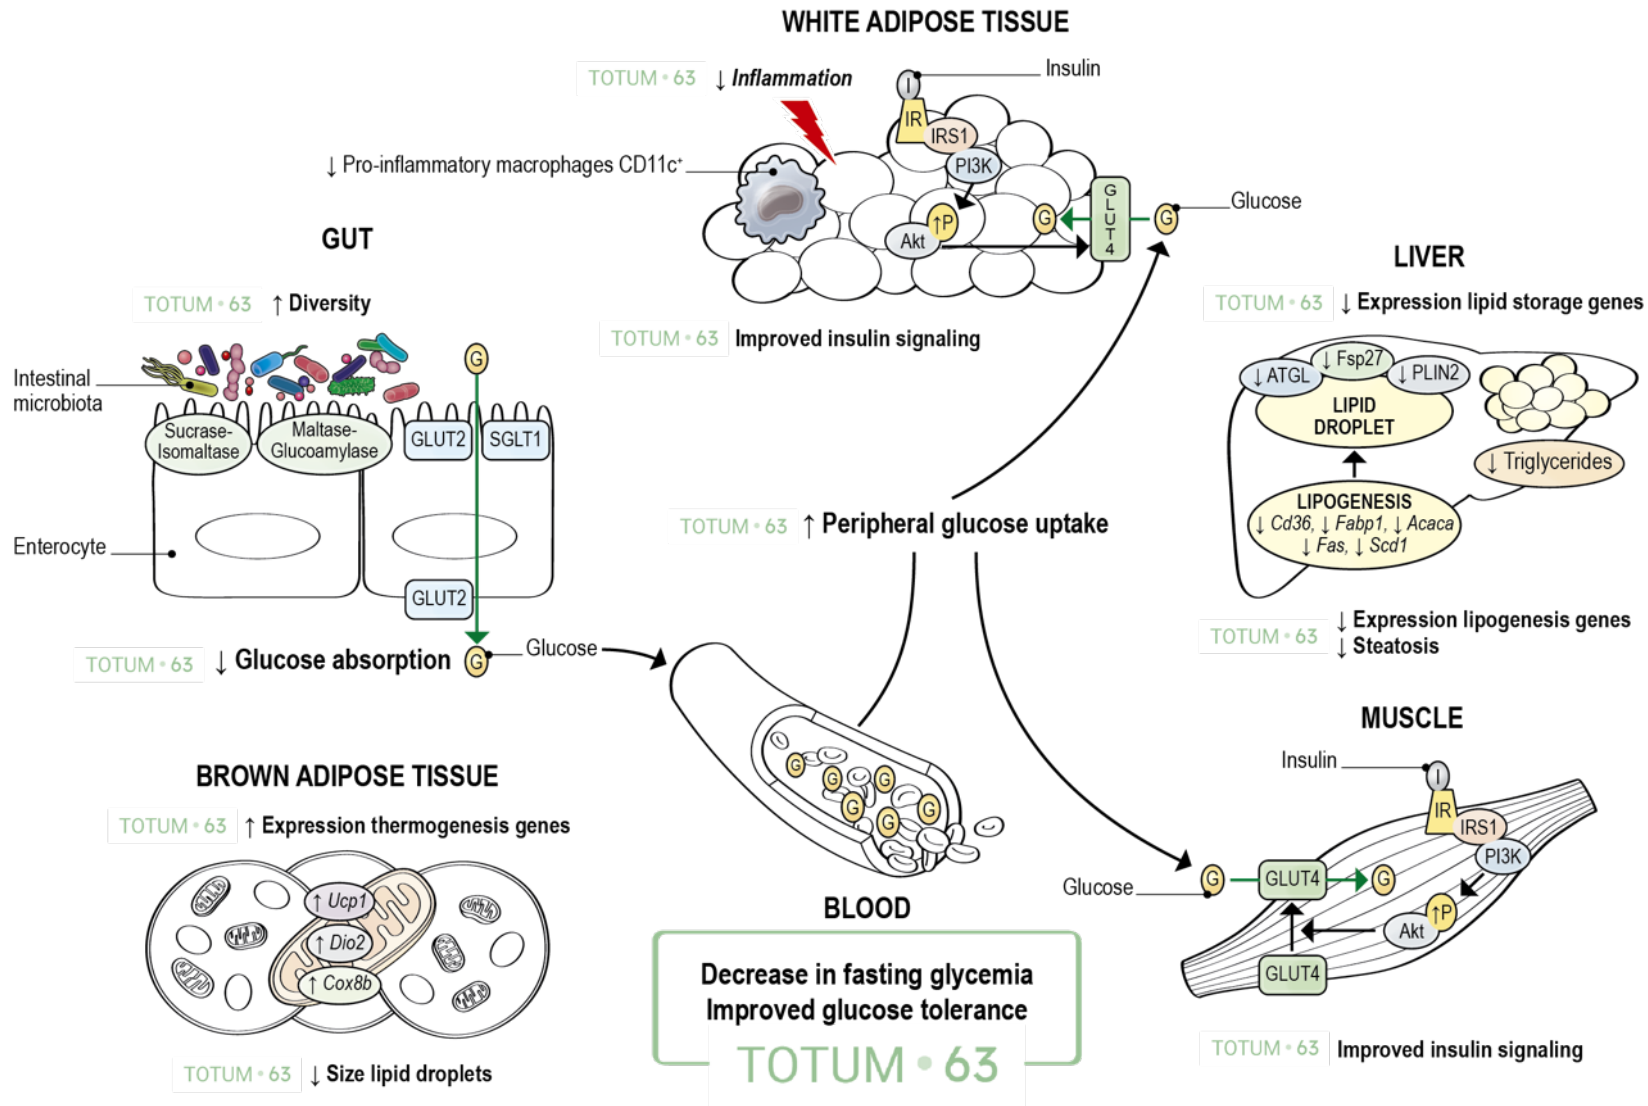 WHITE ADIPOSE TISSUE
TOTUM • 63 ↓ Inflammation
Insulin
I
IR
IRS1
PI3K
↓ Pro-inflammatory macrophages CD11c⁺
GLUT4
G
G
Glucose
↑P
Akt
TOTUM • 63 Improved insulin signaling
GUT
TOTUM • 63 ↑ Diversity
Intestinal
microbiota
G
Sucrase-
Isomaltase
Maltase-
Glucoamylase
GLUT2
SGLT1
Enterocyte
GLUT2
TOTUM • 63 ↓ Glucose absorption
G
Glucose
LIVER
TOTUM • 63 ↓ Expression lipid storage genes
↓ ATGL
↓ Fsp27
↓ PLIN2
LIPID
DROPLET
↓ Triglycerides
LIPOGENESIS
↓ Cd36, ↓ Fabp1, ↓ Acaca
↓ Fas, ↓ Scd1
TOTUM • 63
↓ Expression lipogenesis genes
↓ Steatosis
TOTUM • 63 ↑ Peripheral glucose uptake
BROWN ADIPOSE TISSUE
TOTUM • 63 ↑ Expression thermogenesis genes
↑ Ucp1
↑ Dio2
↑ Cox8b
TOTUM • 63 ↓ Size lipid droplets
G
G
G
G
G
G
BLOOD
Decrease in fasting glycemia
Improved glucose tolerance
TOTUM • 63
MUSCLE
Insulin
I
IR
IRS1
PI3K
Glucose
G
GLUT4
G
↑P
Akt
GLUT4
TOTUM • 63 Improved insulin signaling